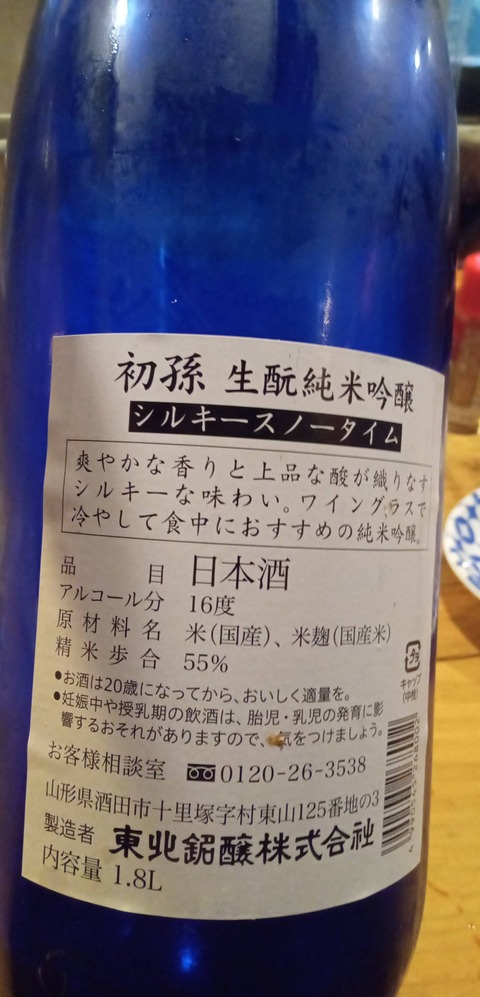 初孫 生酛純米吟醸
シルキースノータイム
爽やかな香りと上品な酸が織りなす
シルキーな味わい。ワイングラスで
冷やして食中におすすめの純米吟醸。
品目 日本酒
アルコール分 16度
原材料名 米(国産)、米麹(国産米)
精米歩合 55%
●お酒は20歳になってから、おいしく適量を。
●妊娠中や授乳期の飲酒は、胎児・乳児の発育に影
響するおそれがありますので、気をつけましょう。
プラ
キャップ
(中栓)
お客様相談室 0120-26-3538
山形県酒田市十里塚字村東山125番地の3
製造者 東北銘醸株式会社
内容量 1.8L